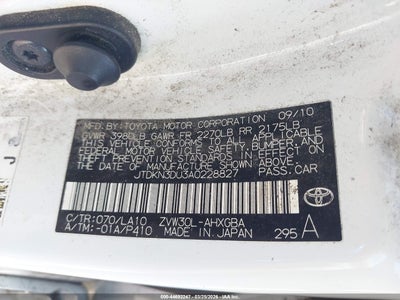 MFD. BY: TOYOTA MOTOR CORPORATION 09/10
GVWR 3980LB GAWR FR 2270LB RR 2175LB
THIS VEHICLE CONFORMS TO ALL APPLICABLE
FEDERAL MOTOR VEHICLE SAFETY, BUMPER, AND
THEFT PREVENTION STANDARDS IN EFFECT ON
THE DATE OF MANUFACTURE SHOWN ABOVE.
JTDKN3DU3A0228827 PASS.CAR
C/TR:070/LA10 ZVW30L-AHXGBA
A/TM:-01A/P410 MADE IN JAPAN 295 A
TOYOTA